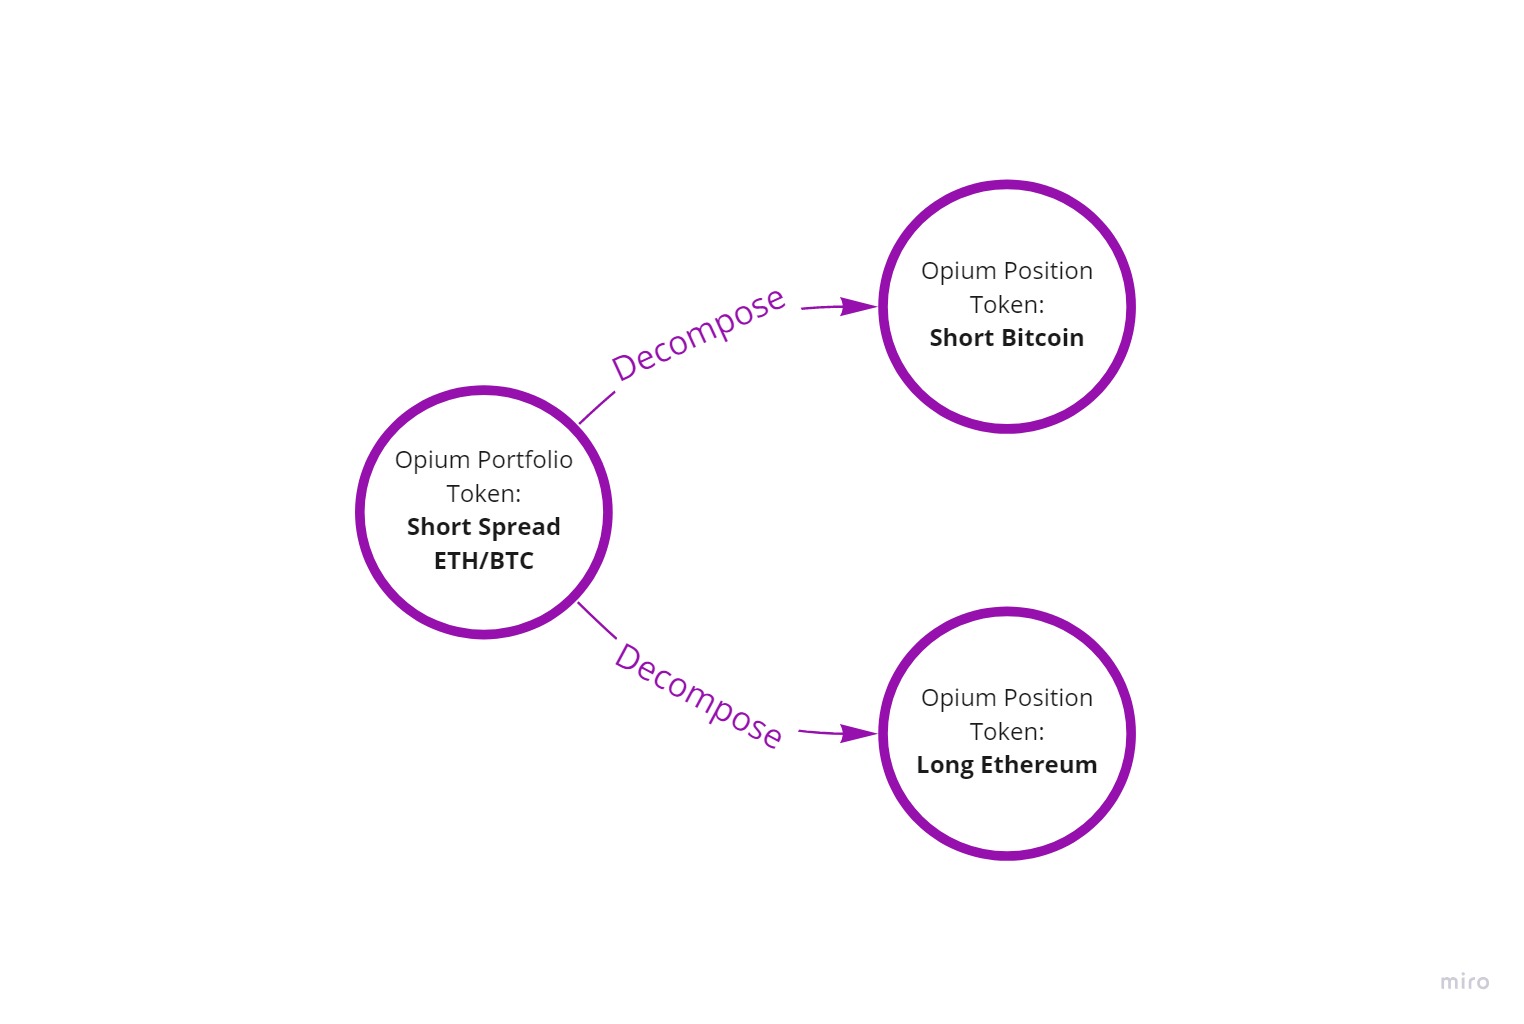 Opium Portfolio
Token:
Short Spread
ETH/BTC
Decompose
Opium Position
Token:
Short Bitcoin
Decompose
Opium Position
Token:
Long Ethereum
miro